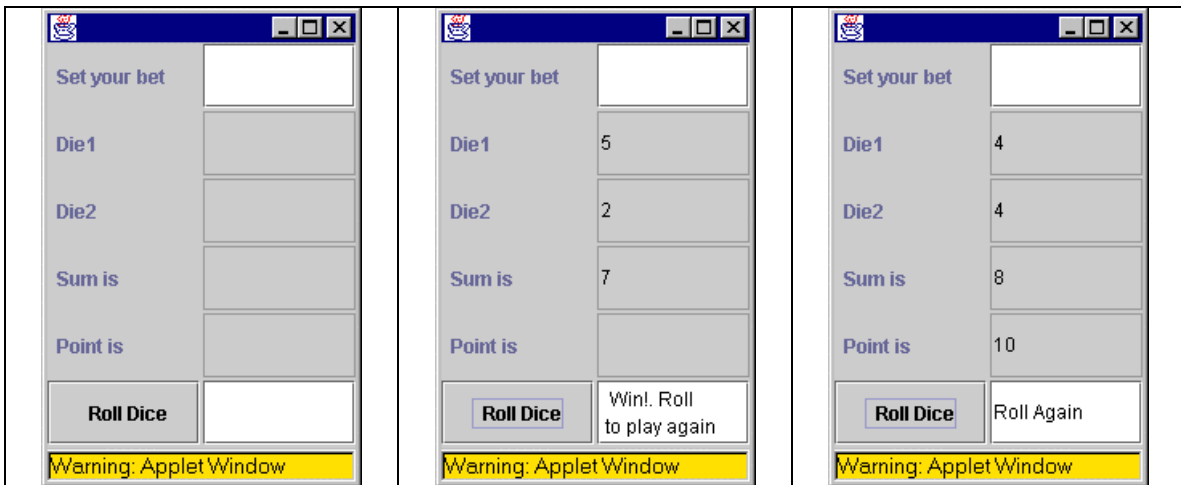 Set your bet
Die1
Die2
Sum is
Point is
Roll Dice
Warning: Applet Window
Set your bet
Die1 5
Die2 2
Sum is 7
Point is
Roll Dice Win!. Roll
to play again
Warning: Applet Window
Set your bet
Die1 4
Die2 4
Sum is 8
Point is 10
Roll Dice Roll Again
Warning: Applet Window